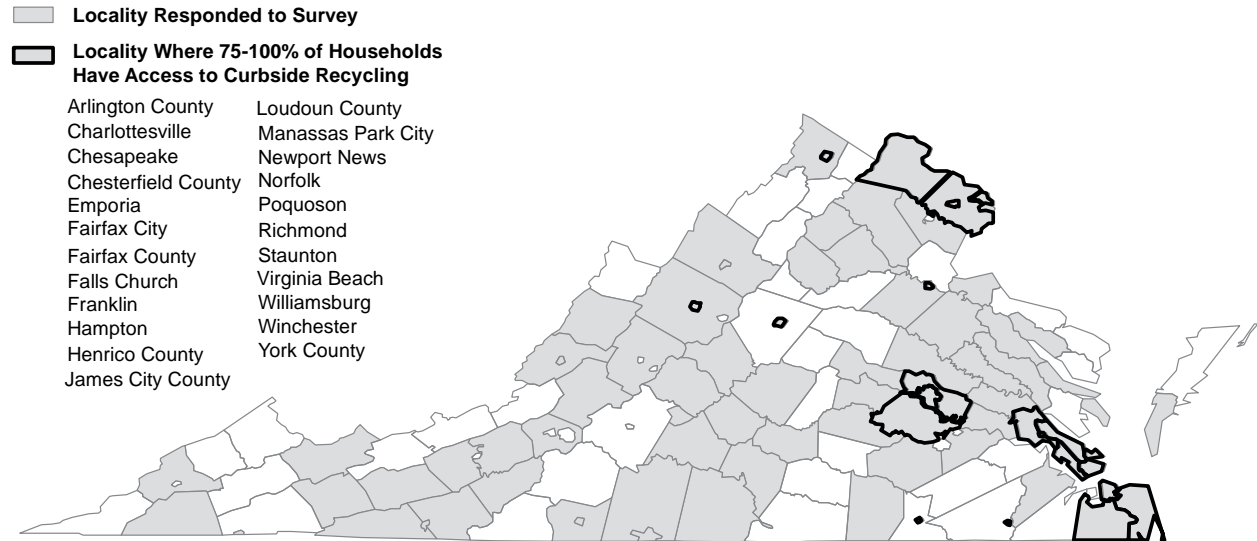 Locality Responded to Survey
Locality Where 75-100% of Households
Have Access to Curbside Recycling
Arlington County
Charlottesville
Chesapeake
Chesterfield County
Emporia
Fairfax City
Fairfax County
Falls Church
Franklin
Hampton
Henrico County
James City County
Loudoun County
Manassas Park City
Newport News
Norfolk
Poquoson
Richmond
Staunton
Virginia Beach
Williamsburg
Winchester
York County